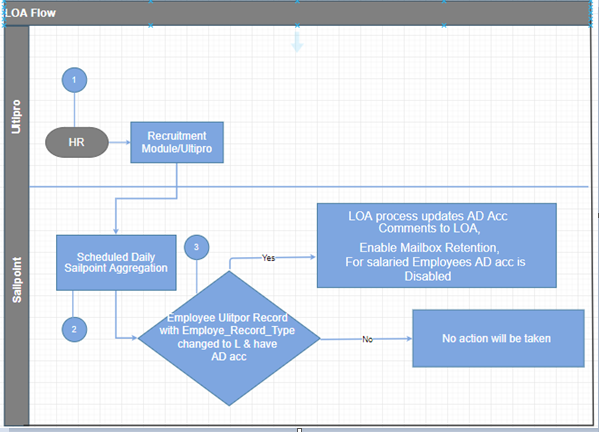 LOA Flow
Ultipro
1
HR
Recruitment
Module/Ultipro
Sailpoint
Scheduled Daily
Sailpoint Aggregation
2
3
Employee Ulitpor Record
with Employe_Record_Type
changed to L & have
AD acc
Yes
LOA process updates AD Acc
Comments to LOA,
Enable Mailbox Retention,
For salaried Employees AD acc is
Disabled
No
No action will be taken